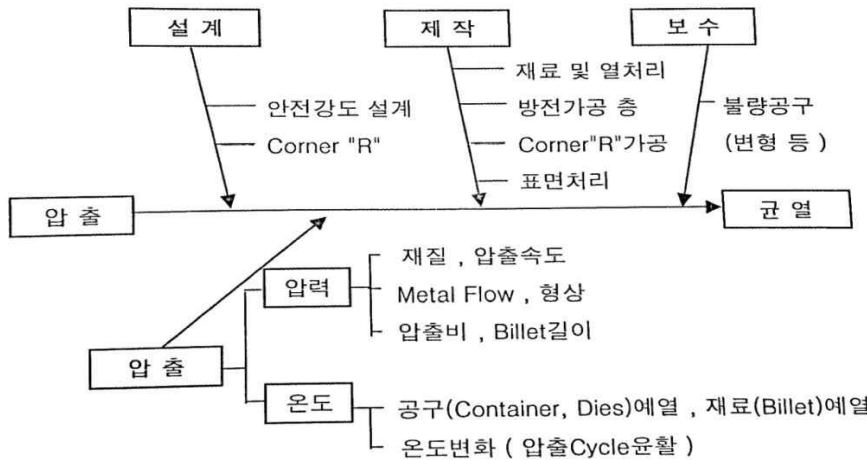 설 계
제 작
보 수
안전강도 설계
Corner "R"
재료 및 열처리
방전가공 층
Corner"R"가공
표면처리
불량공구
(변형 등 )
압 출
균 열
압 출
압력
재질 , 압출속도
Metal Flow , 형상
압출비 , Billet길이
온도
공구(Container, Dies)예열 , 재료(Billet)예열
온도변화 ( 압출Cycle윤활 )